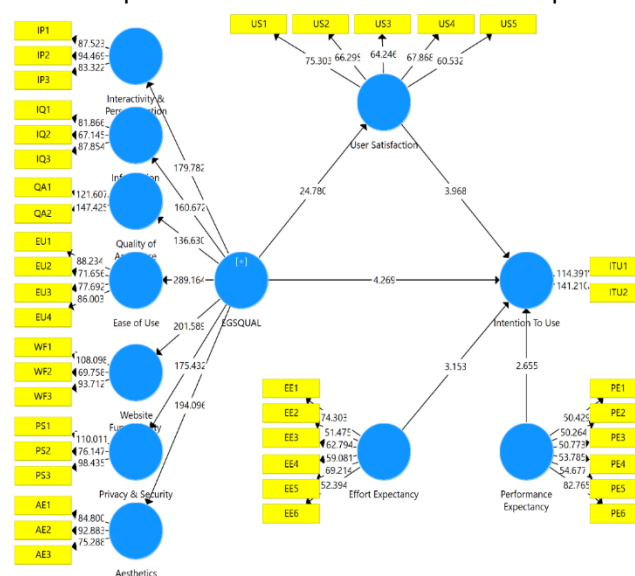 US1
US2
US3
US4
US5
75.303
66.295
64.246
67.868
60.532
User Satisfaction
IP1
IP2
IP3
87.523
94.469
83.322
Interactivity &
IQ1
IQ2
IQ3
81.866
67.145
87.854
QA1
QA2
121.607
147.425
Quality of
EU1
EU2
EU3
EU4
88.234
71.656
77.692
86.003
Ease of Use
WF1
WF2
WF3
108.098
69.758
93.712
Website
PS1
PS2
PS3
110.011
76.147
98.435
Privacy & Security
AE1
AE2
AE3
84.800
92.883
75.288
Aesthetics
179.782
160.672
136.630
289.164
201.589
175.432
194.096
[+]
EGSQUAL
24.780
3.968
4.269
3.153
2.655
Intention To Use
114.391
141.210
ITU1
ITU2
EE1
EE2
EE3
EE4
EE5
EE6
74.303
51.475
62.794
59.081
69.214
52.394
Effort Expectancy
PE1
PE2
PE3
PE4
PE5
PE6
50.429
50.264
50.773
53.785
54.677
82.765
Performance
Expectancy